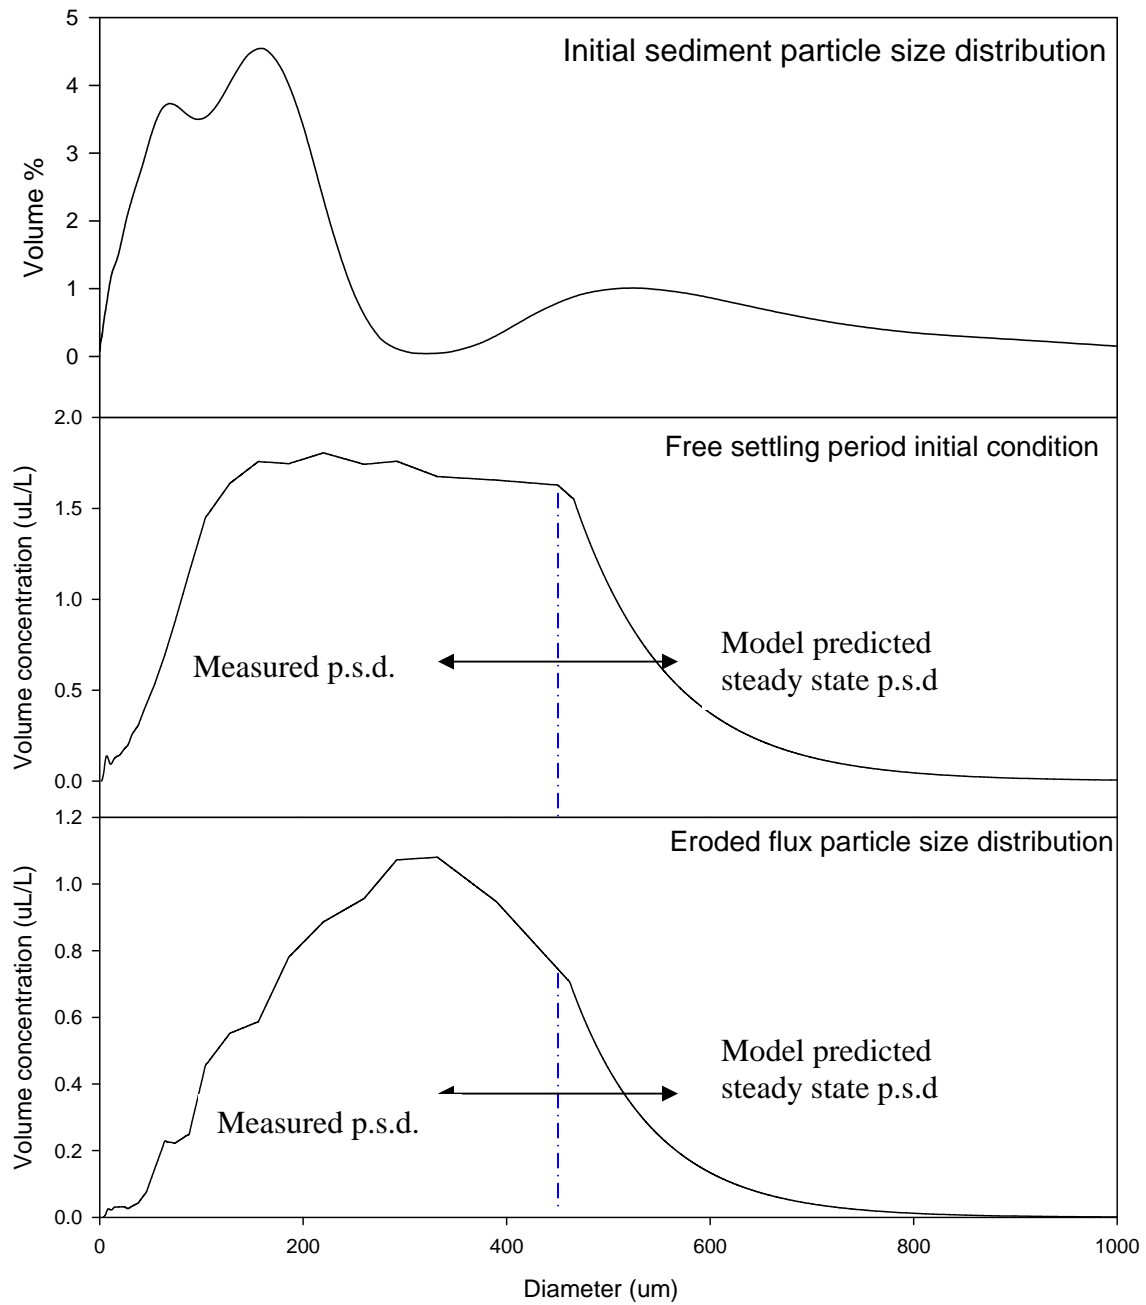 Initial sediment particle size distribution
5
4
3
2
1
0
Volume %
Free settling period initial condition
2.0
1.5
1.0
0.5
0.0
Volume concentration (uL/L)
Measured p.s.d.
Model predicted
steady state p.s.d
Eroded flux particle size distribution
1.2
1.0
0.8
0.6
0.4
0.2
0.0
Volume concentration (uL/L)
Measured p.s.d.
Model predicted
steady state p.s.d
0 200 400 600 800 1000
Diameter (um)